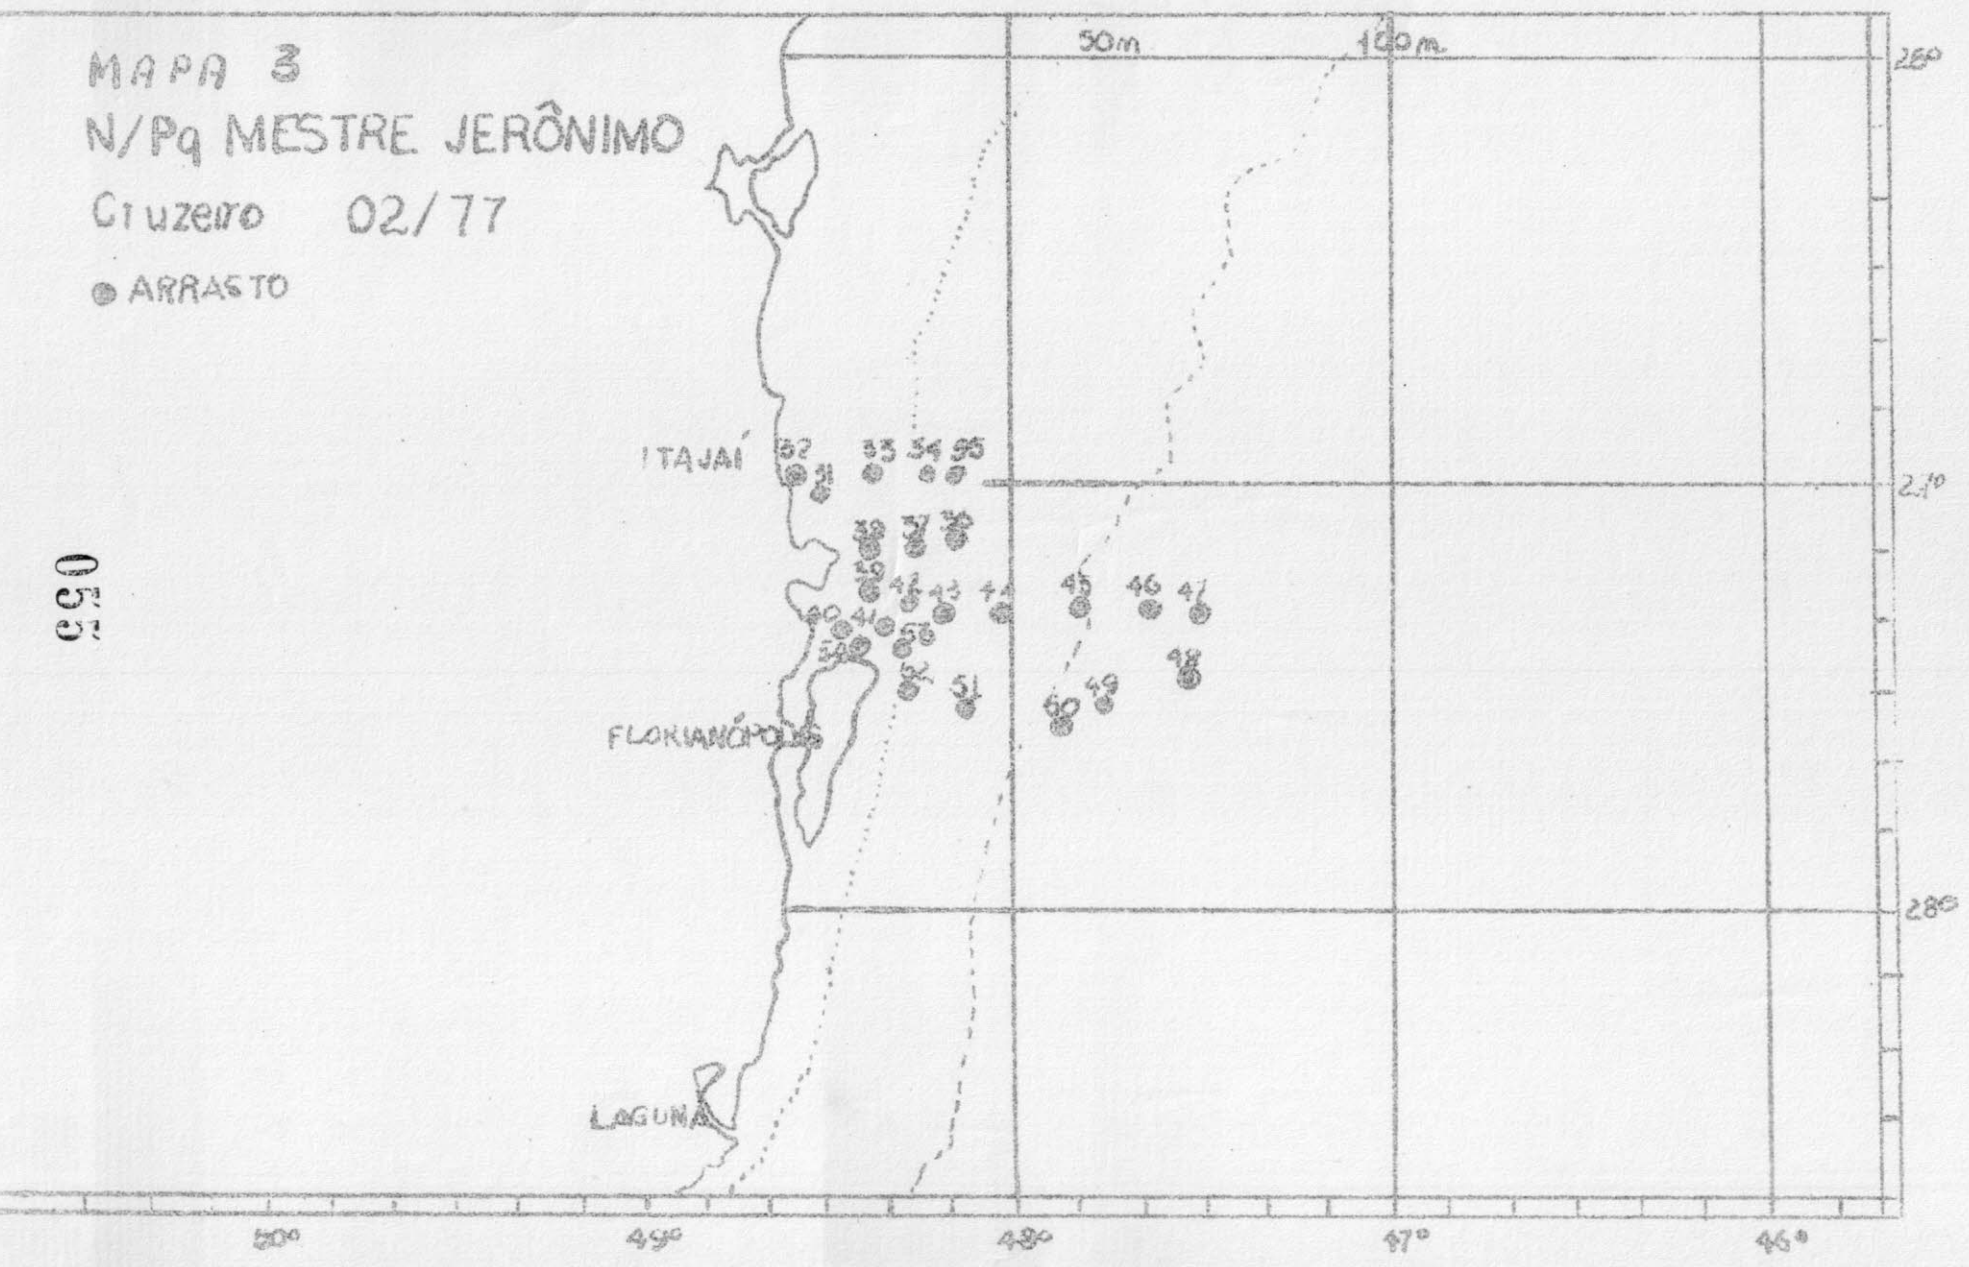 MAPA 3
N/Pq MESTRE JERÔNIMO
Cruzeiro 02/77
● ARRASTO
50m 100m
26º
ITAJAÍ
32 33 34 35
31
27º
38 37 36
39 42 43 44 45 46 47
40 41 53
54
52 51 50 49 48
FLORIANÓPOLIS
28º
LAGUNA
50º 49º 48º 47º 46º
055